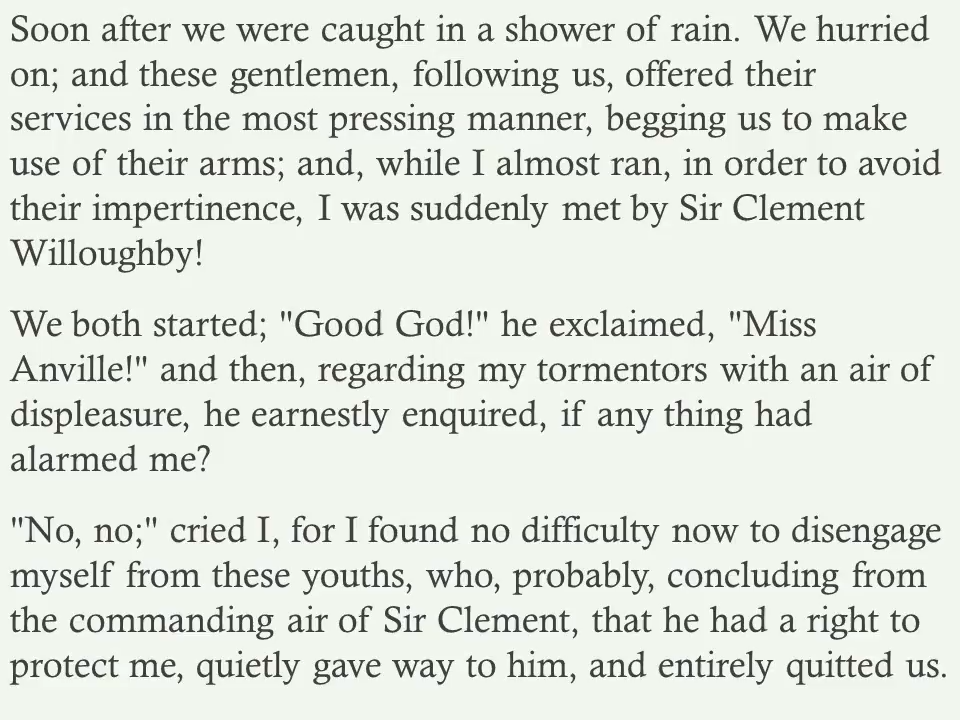 Soon after we were caught in a shower of rain. We hurried
on; and these gentlemen, following us, offered their
services in the most pressing manner, begging us to make
use of their arms; and, while I almost ran, in order to avoid
their impertinence, I was suddenly met by Sir Clement
Willoughby!
We both started; "Good God!" he exclaimed, "Miss
Anville!" and then, regarding my tormentors with an air of
displeasure, he earnestly enquired, if any thing had
alarmed me?
"No, no;" cried I, for I found no difficulty now to disengage
myself from these youths, who, probably, concluding from
the commanding air of Sir Clement, that he had a right to
protect me, quietly gave way to him, and entirely quitted us.